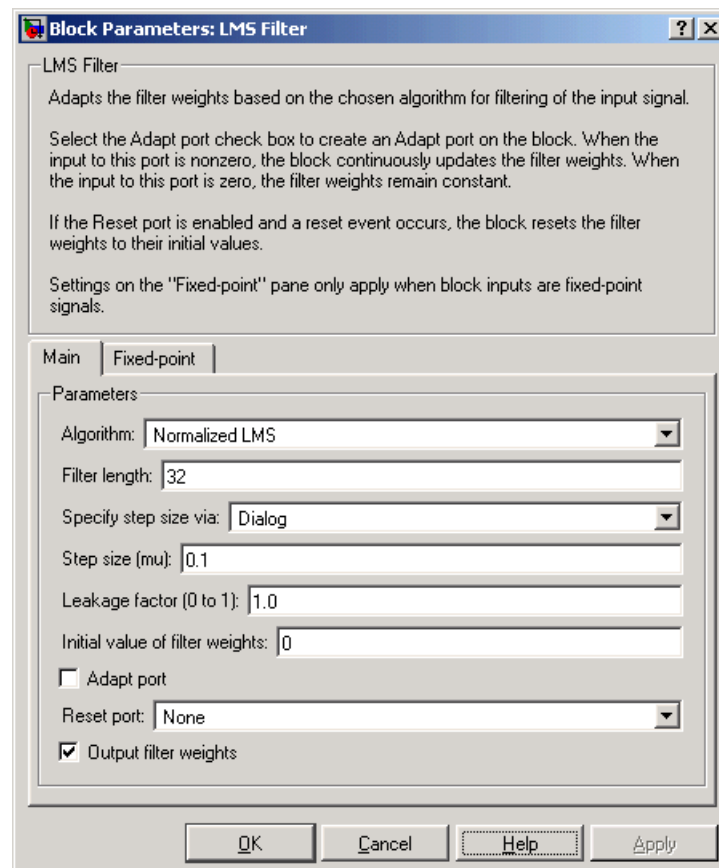 Block Parameters: LMS Filter
LMS Filter
Adapts the filter weights based on the chosen algorithm for filtering of the input signal.
Select the Adapt port check box to create an Adapt port on the block. When the
input to this port is nonzero, the block continuously updates the filter weights. When
the input to this port is zero, the filter weights remain constant.
If the Reset port is enabled and a reset event occurs, the block resets the filter
weights to their initial values.
Settings on the "Fixed-point" pane only apply when block inputs are fixed-point
signals.
Main Fixed-point
Parameters
Algorithm: Normalized LMS
Filter length: 32
Specify step size via: Dialog
Step size (mu): 0.1
Leakage factor (0 to 1): 1.0
Initial value of filter weights: 0
Adapt port
Reset port: None
Output filter weights
OK Cancel Help Apply